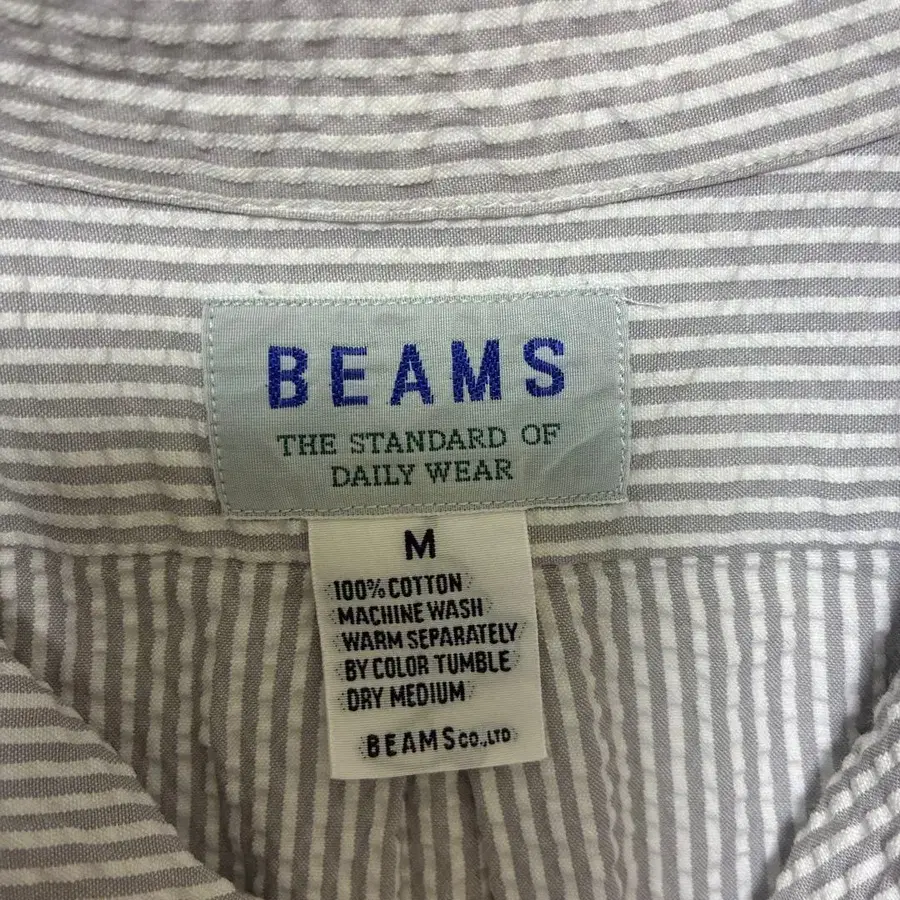 BEAMS
THE STANDARD OF
DAILY WEAR
M
100% COTTON
MACHINE WASH
WARM SEPARATELY
BY COLOR TUMBLE
DRY MEDIUM
BEAMS CO.,LTD